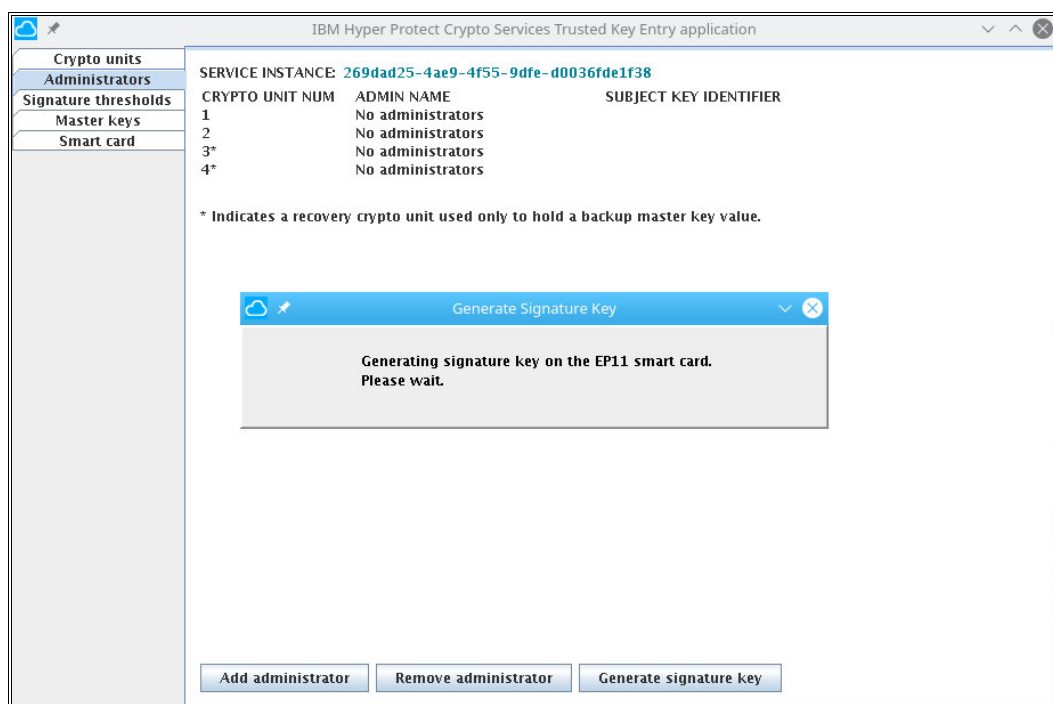 IBM Hyper Protect Crypto Services Trusted Key Entry application
Crypto units
Administrators
Signature thresholds
Master keys
Smart card
SERVICE INSTANCE: 269dad25-4ae9-4f55-9dfe-d0036fde1f38
CRYPTO UNIT NUM ADMIN NAME SUBJECT KEY IDENTIFIER
1 No administrators
2 No administrators
3* No administrators
4* No administrators
* Indicates a recovery crypto unit used only to hold a backup master key value.
Generate Signature Key
Generating signature key on the EP11 smart card.
Please wait.
Add administrator Remove administrator Generate signature key